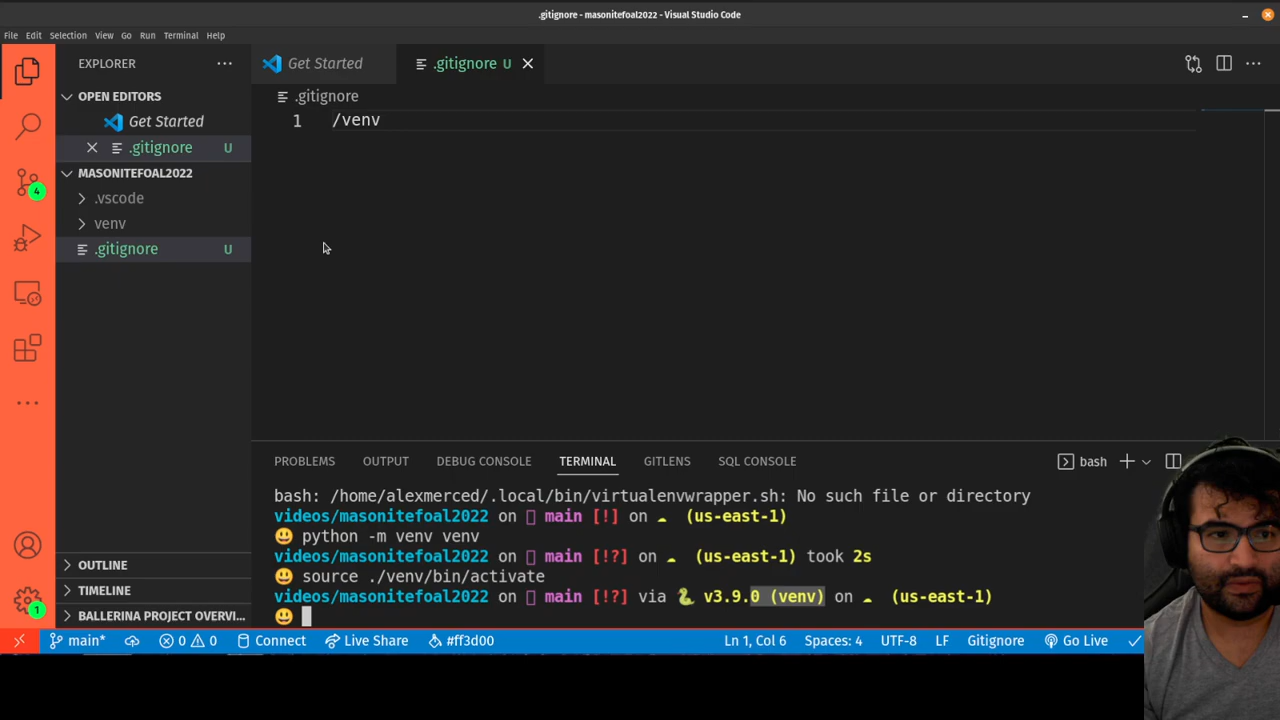 .gitignore - masonitefoal2022 - Visual Studio Code
File Edit Selection View Go Run Terminal Help
EXPLORER
Get Started
.gitignore U
OPEN EDITORS
Get Started
.gitignore U
MASONITEFOAL2022
.vscode
venv
.gitignore U
OUTLINE
TIMELINE
BALLERINA PROJECT OVERVI...
4
1
.gitignore
1 /venv
PROBLEMS OUTPUT DEBUG CONSOLE TERMINAL GITLENS SQL CONSOLE
bash
bash: /home/alexmerced/.local/bin/virtualenvwrapper.sh: No such file or directory
videos/masonitefoal2022 on main [!] on ☁ (us-east-1)
😃 python -m venv venv
videos/masonitefoal2022 on main [!?] on ☁ (us-east-1) took 2s
😃 source ./venv/bin/activate
videos/masonitefoal2022 on main [!?] via 🐍 v3.9.0 (venv) on ☁ (us-east-1)
😃
main* 0 0 Connect Live Share #ff3d00 Ln 1, Col 6 Spaces: 4 UTF-8 LF Gitignore Go Live